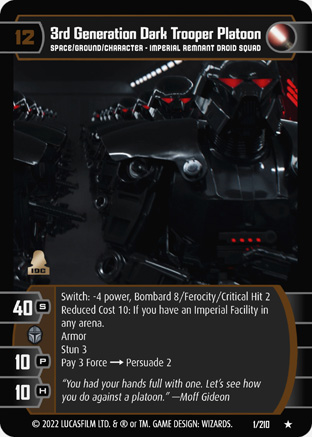 12
3rd Generation Dark Trooper Platoon
SPACE/GROUND/CHARACTER - IMPERIAL REMNANT DROID SQUAD
19C
40 S
Switch: -4 power, Bombard 8/Ferocity/Critical Hit 2
Reduced Cost 10: If you have an Imperial Facility in
any arena.
Armor
Stun 3
10 P
Pay 3 Force → Persuade 2
10 H
“You had your hands full with one. Let’s see how
you do against a platoon.” —Moff Gideon
© 2022 LUCASFILM LTD. & ® or TM. GAME DESIGN: WIZARDS.
1/210